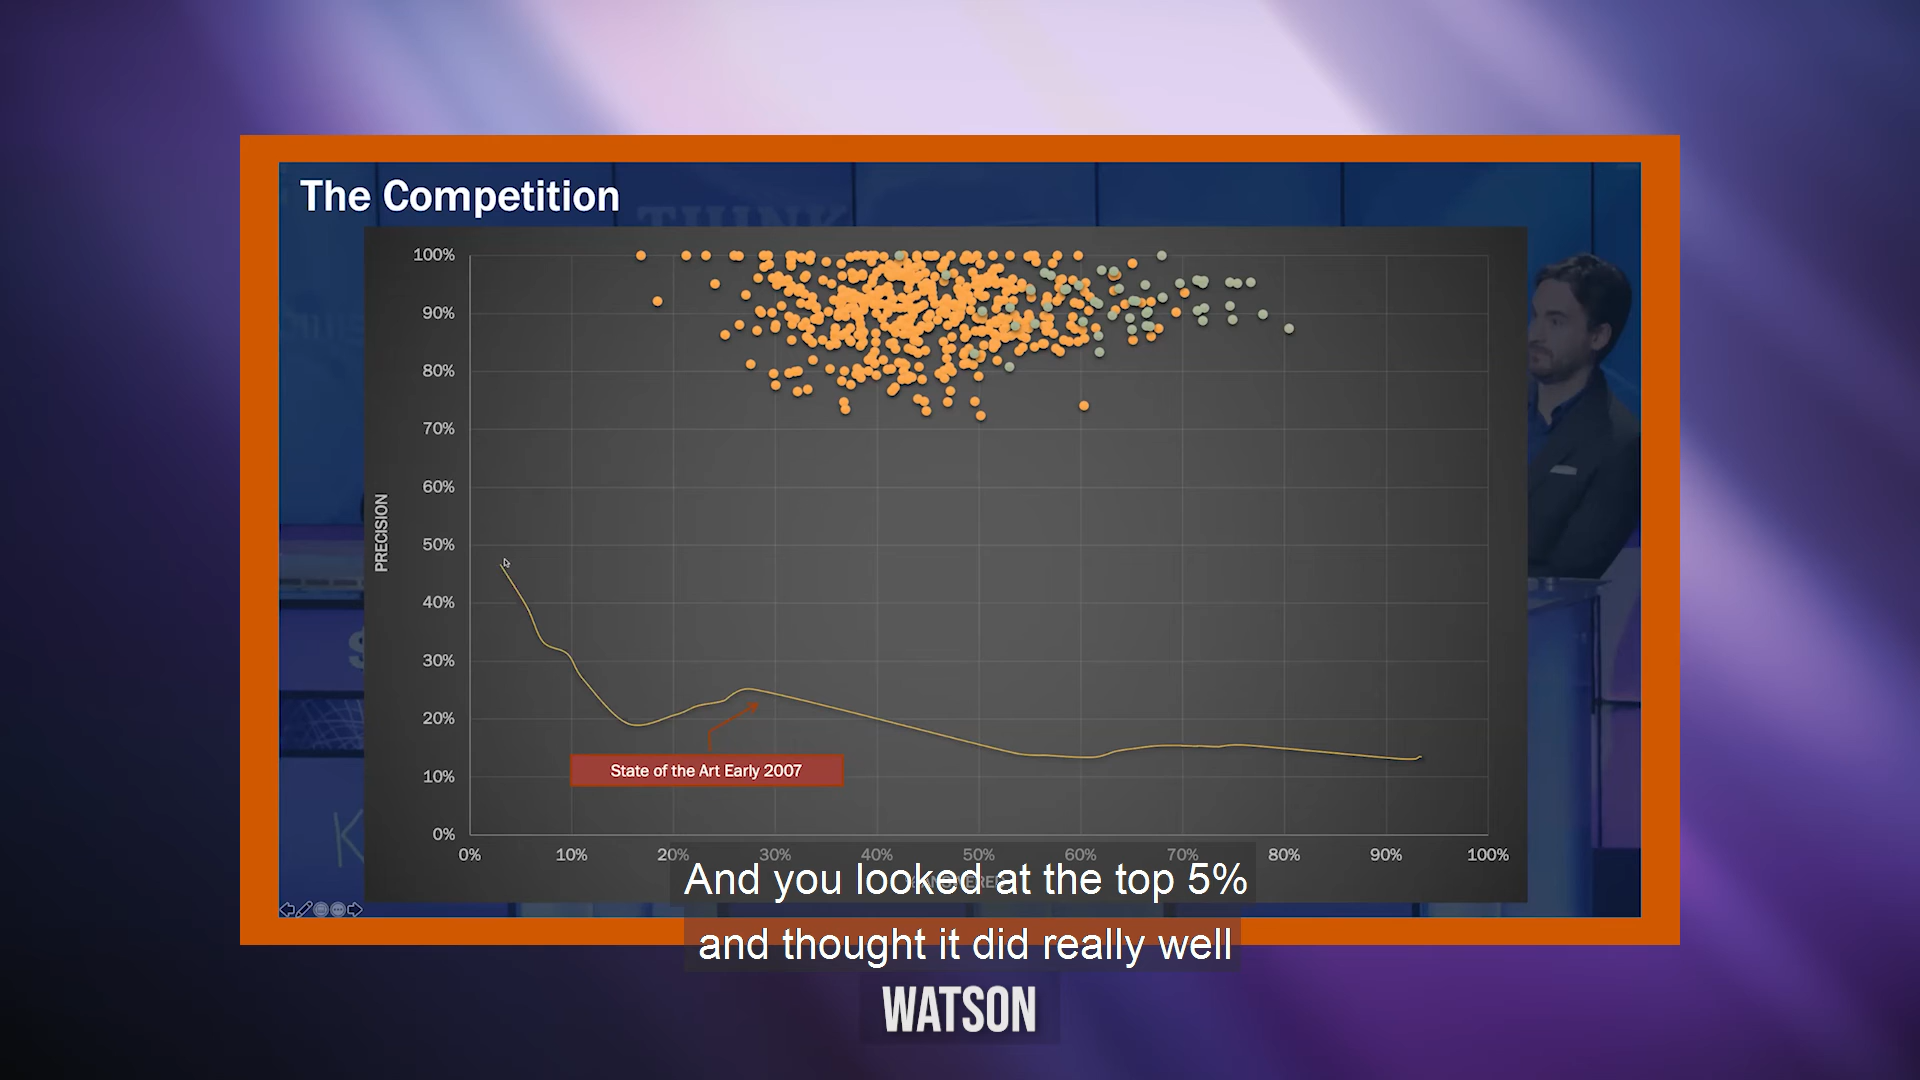 The Competition
THINK
100%
90%
80%
70%
60%
50%
40%
30%
20%
10%
0%
PRECISION
State of the Art Early 2007
0% 10% 20% 30% 40% 50% 60% 70% 80% 90% 100%
And you looked at the top 5%
and thought it did really well
WATSON